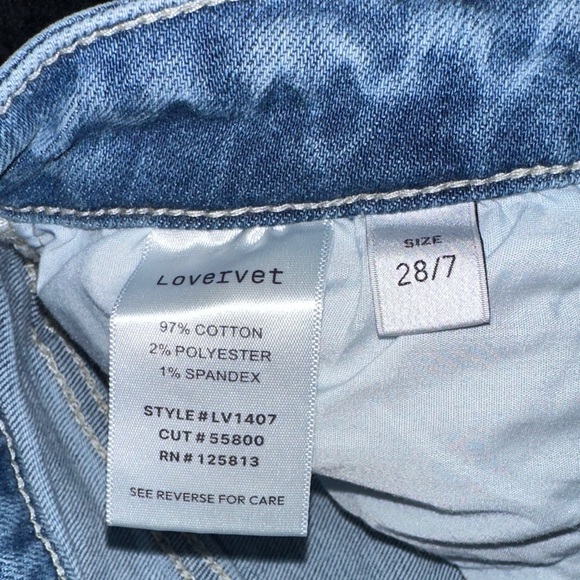 Lovervet
97% COTTON
2% POLYESTER
1% SPANDEX
STYLE#LV1407
CUT #55800
RN#125813
SEE REVERSE FOR CARE
SIZE
28/7